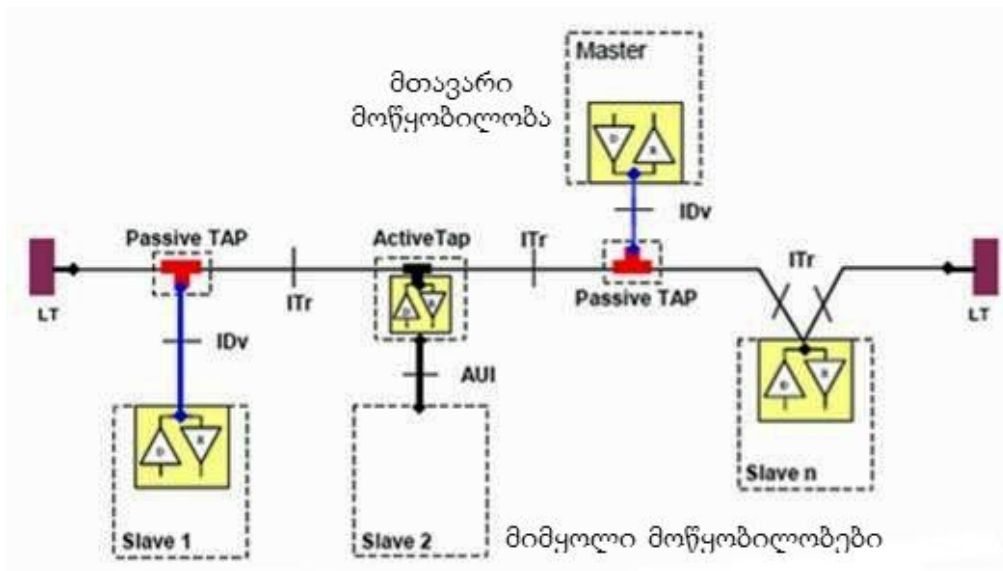 Master
მთავარი
მოწყობილობა
D R
IDv
Passive TAP
ActiveTap
ITr
ITr
LT
ITr
Passive TAP
LT
D R
IDv
AUI
D R
D R
Slave n
Slave 1
Slave 2
მიმყოლი მოწყობილობები